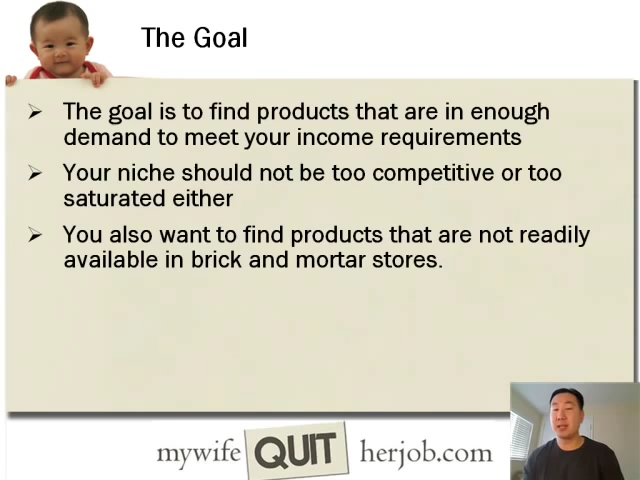 The Goal
➢ The goal is to find products that are in enough
demand to meet your income requirements
➢ Your niche should not be too competitive or too
saturated either
➢ You also want to find products that are not readily
available in brick and mortar stores.
mywife QUIT herjob.com